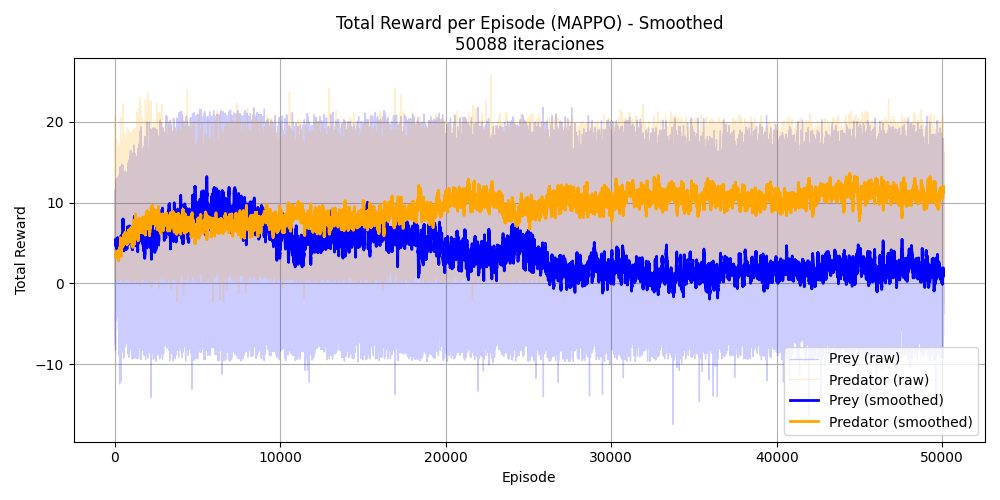 Total Reward per Episode (MAPPO) - Smoothed
50088 iteraciones
Total Reward
20
10
0
−10
0
10000
20000
30000
40000
50000
Episode
Prey (raw)
Predator (raw)
Prey (smoothed)
Predator (smoothed)